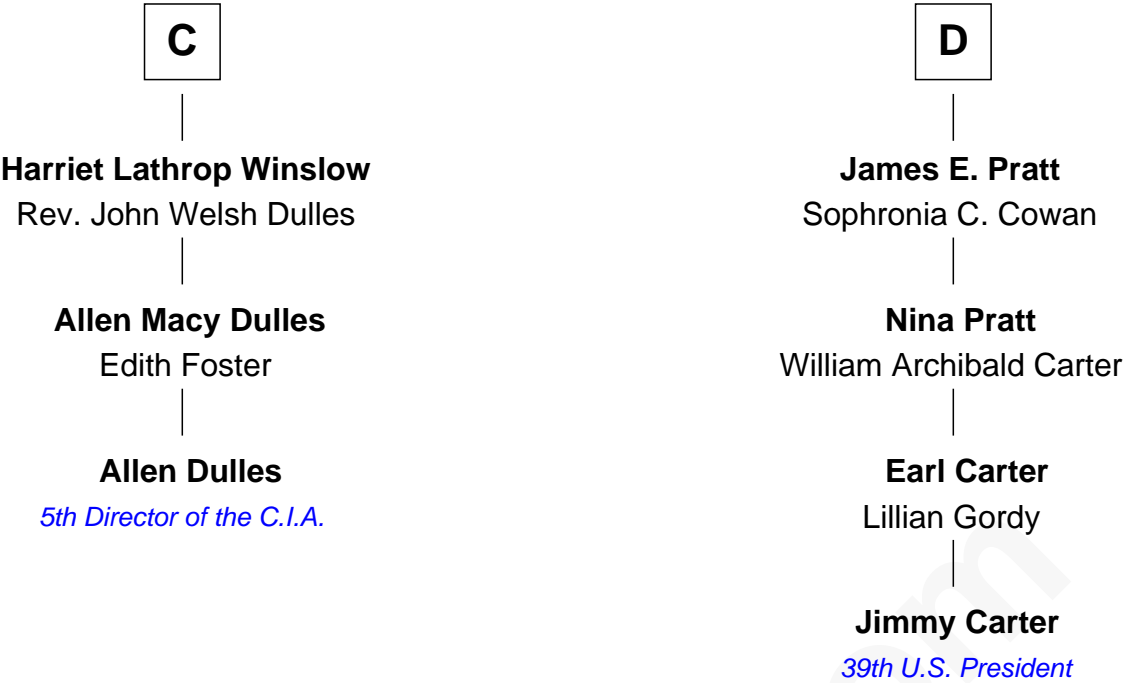 C
Harriet Lathrop Winslow
Rev. John Welsh Dulles
Allen Macy Dulles
Edith Foster
Allen Dulles
5th Director of the C.I.A.
D
James E. Pratt
Sophronia C. Cowan
Nina Pratt
William Archibald Carter
Earl Carter
Lillian Gordy
Jimmy Carter
39th U.S. President